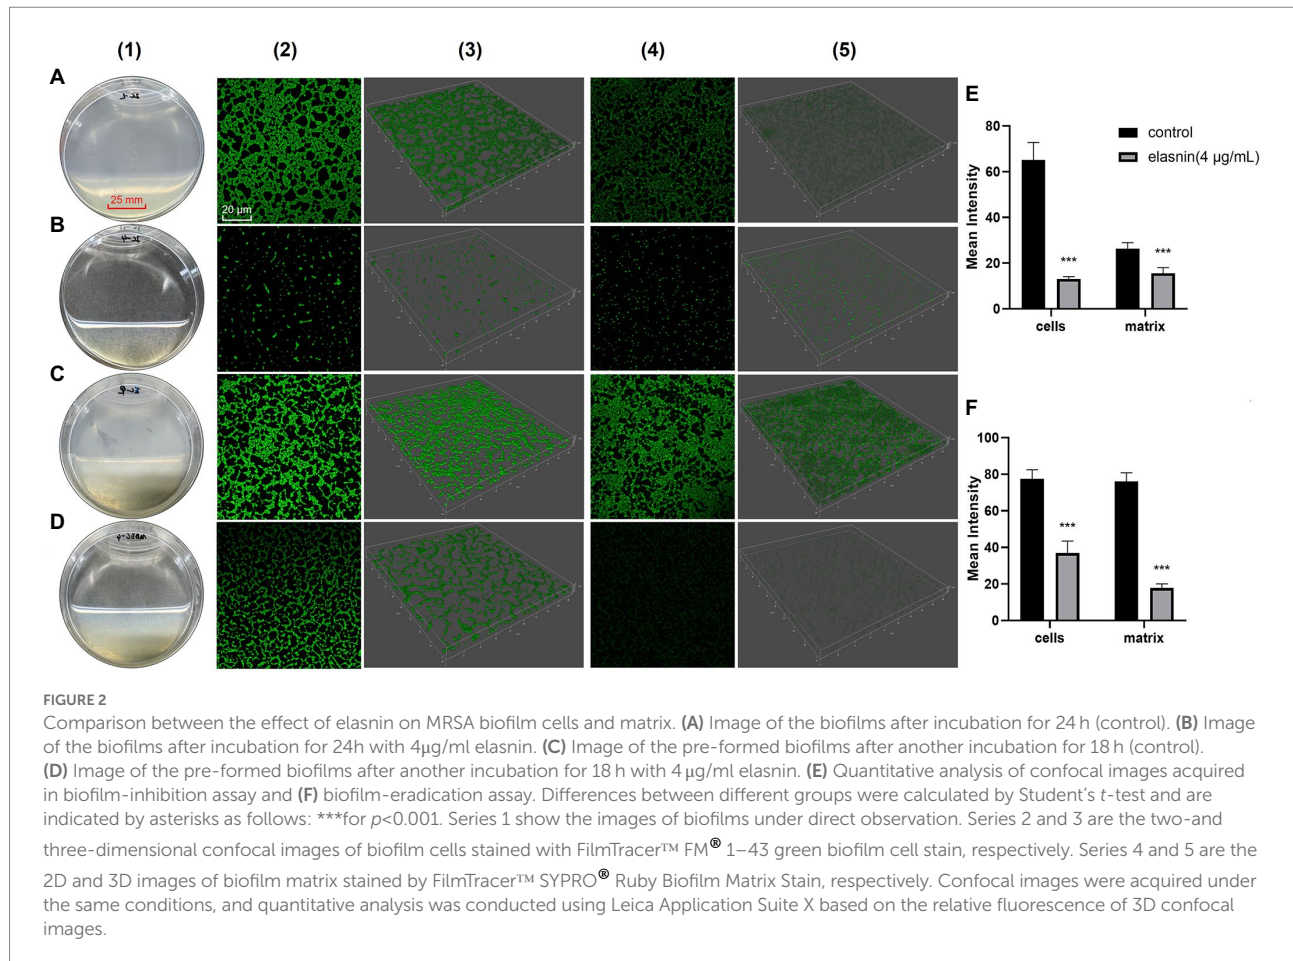 (1) (2) (3) (4) (5)
A
25 mm
20 µm
B
C
D
E
80
60
40
20
0
Mean Intensity
control
elasnin(4 µg/mL)
***
***
cells matrix
F
100
80
60
40
20
0
Mean Intensity
***
***
cells matrix
FIGURE 2
Comparison between the effect of elasnin on MRSA biofilm cells and matrix. (A) Image of the biofilms after incubation for 24 h (control). (B) Image
of the biofilms after incubation for 24h with 4µg/ml elasnin. (C) Image of the pre-formed biofilms after another incubation for 18 h (control).
(D) Image of the pre-formed biofilms after another incubation for 18 h with 4 µg/ml elasnin. (E) Quantitative analysis of confocal images acquired
in biofilm-inhibition assay and (F) biofilm-eradication assay. Differences between different groups were calculated by Student's t-test and are
indicated by asterisks as follows: ***for p<0.001. Series 1 show the images of biofilms under direct observation. Series 2 and 3 are the two-and
three-dimensional confocal images of biofilm cells stained with FilmTracer™ FM® 1–43 green biofilm cell stain, respectively. Series 4 and 5 are the
2D and 3D images of biofilm matrix stained by FilmTracer™ SYPRO® Ruby Biofilm Matrix Stain, respectively. Confocal images were acquired under
the same conditions, and quantitative analysis was conducted using Leica Application Suite X based on the relative fluorescence of 3D confocal
images.